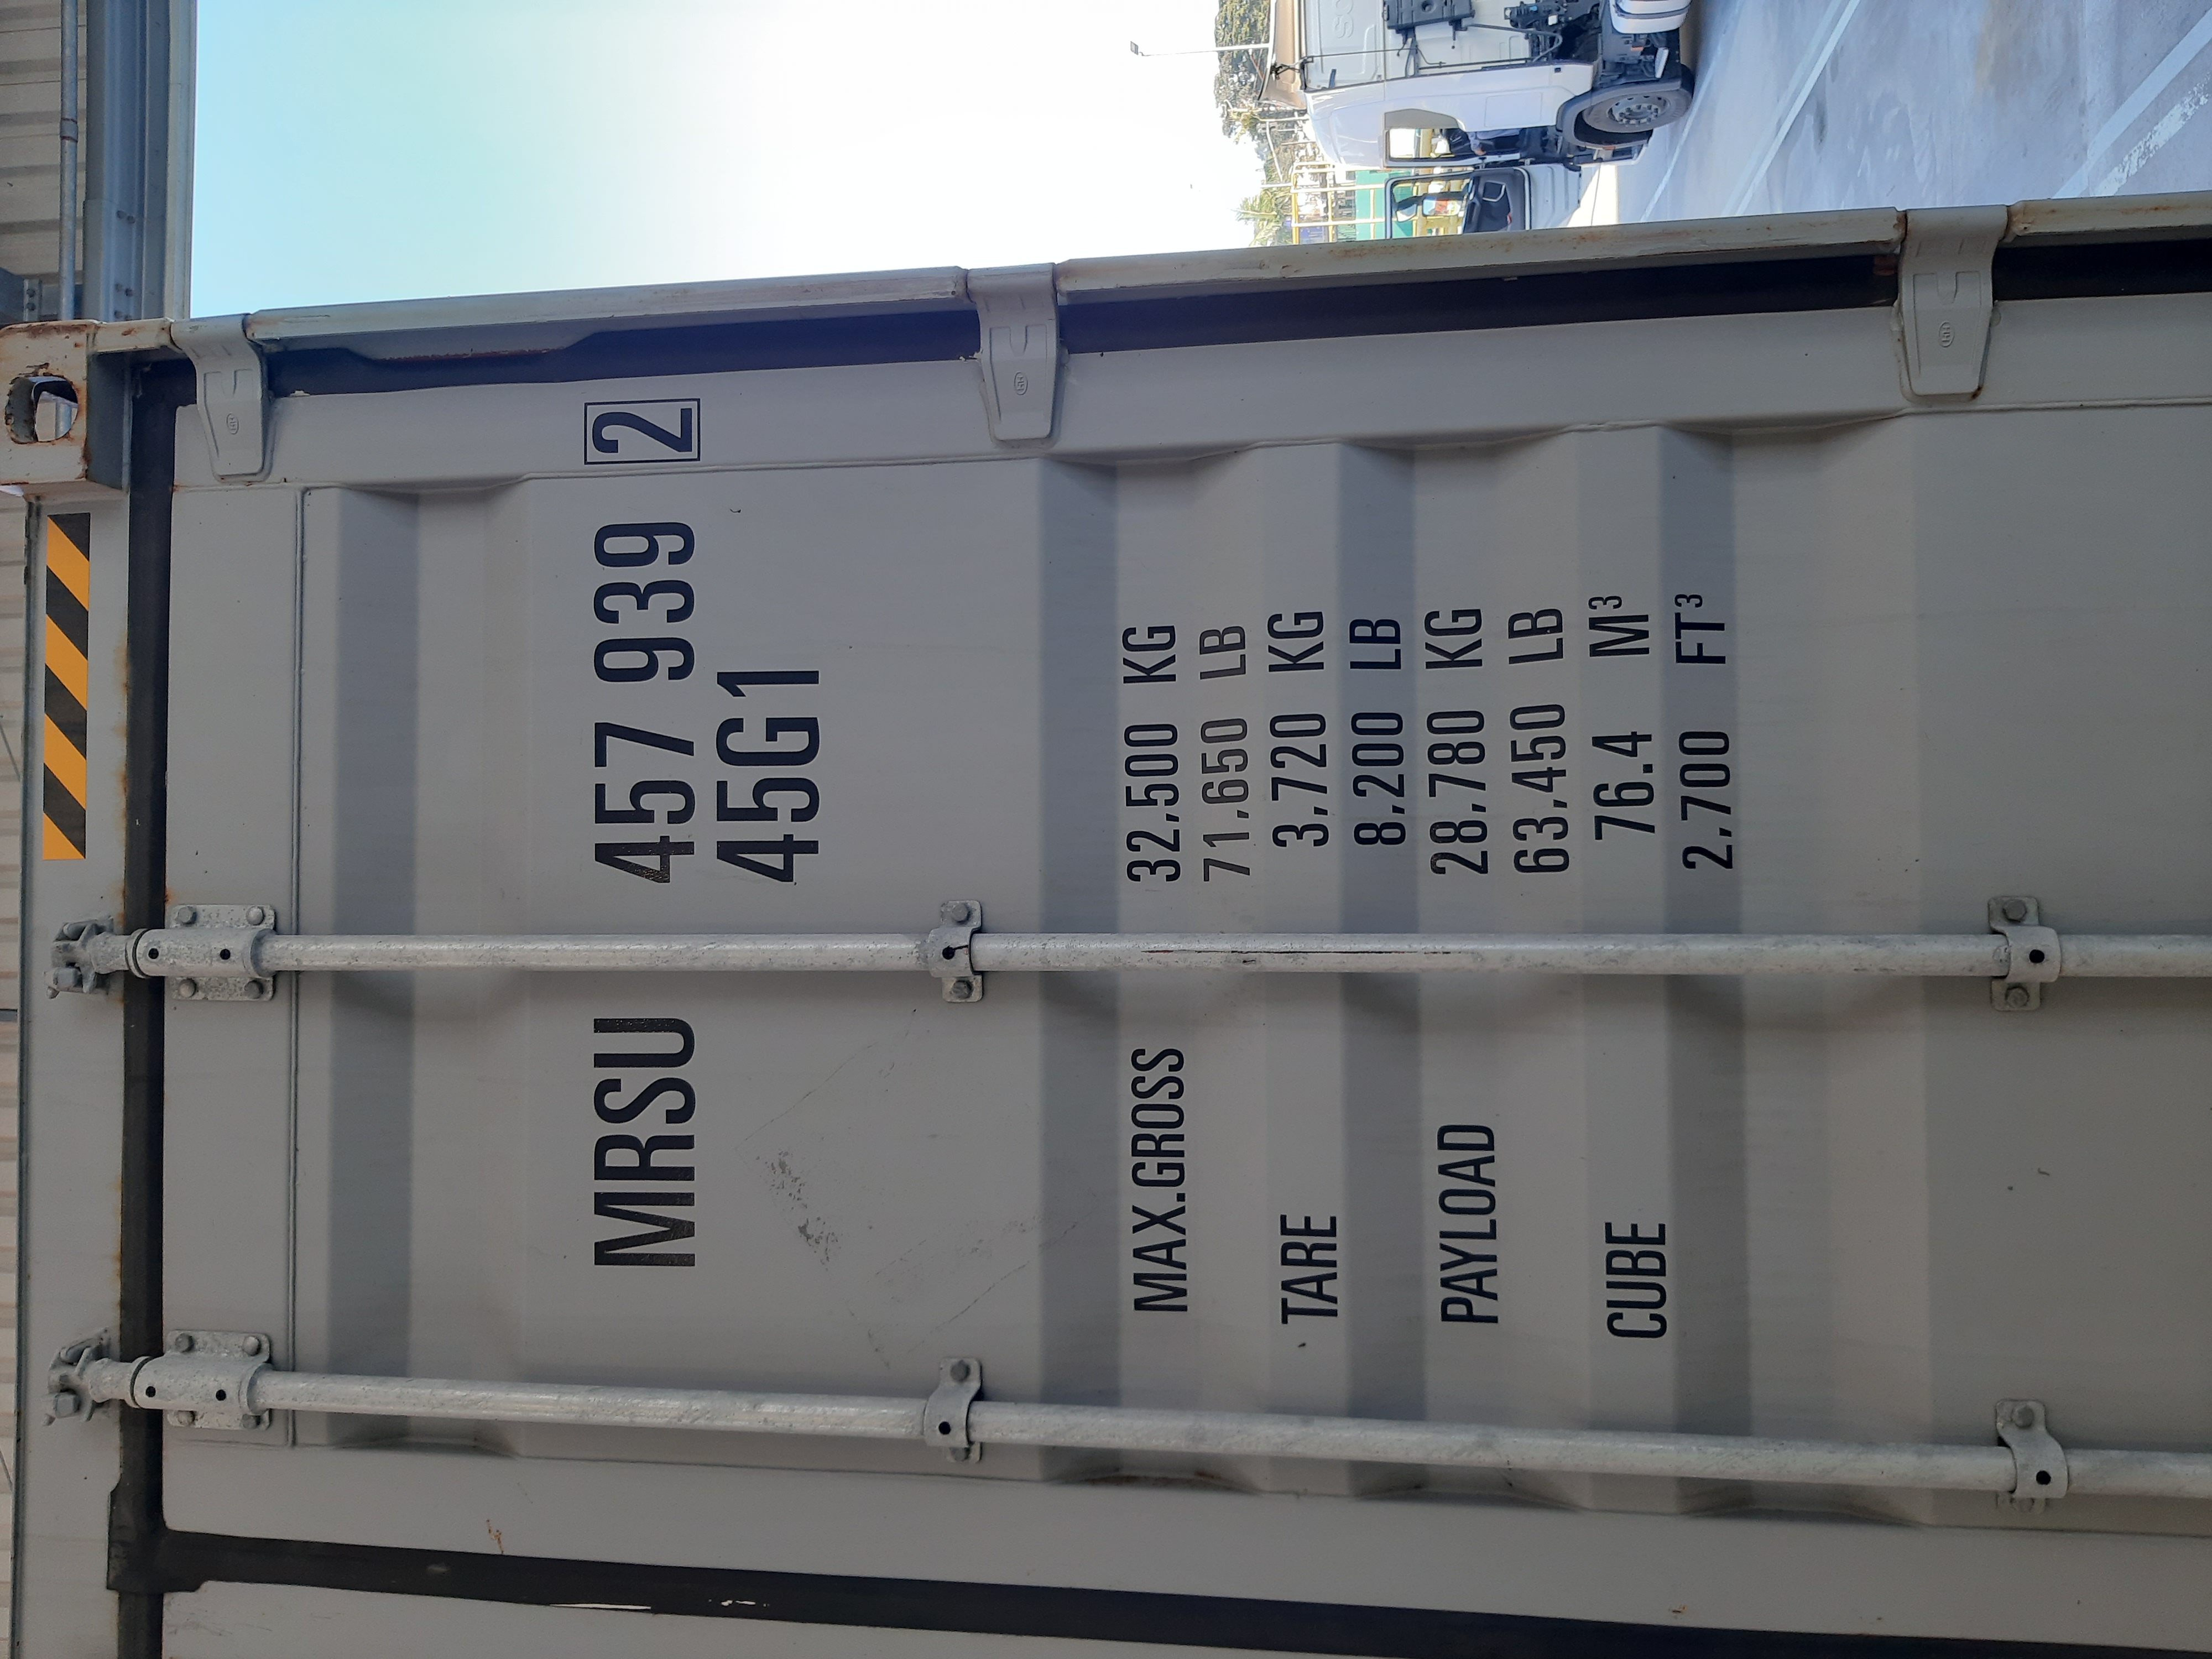 MRSU 457 939 2
45G1
MAX.GROSS 32.500 KG
71.650 LB
TARE 3.720 KG
8.200 LB
PAYLOAD 28.780 KG
63.450 LB
CUBE 76.4 M³
2.700 FT³